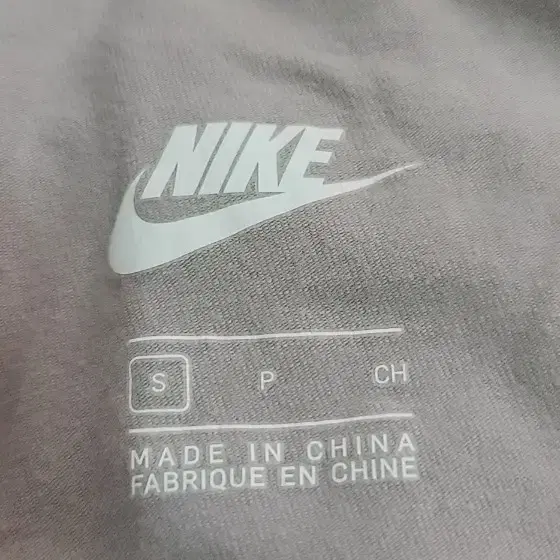 NIKE
S P CH
MADE IN CHINA
FABRIQUE EN CHINE